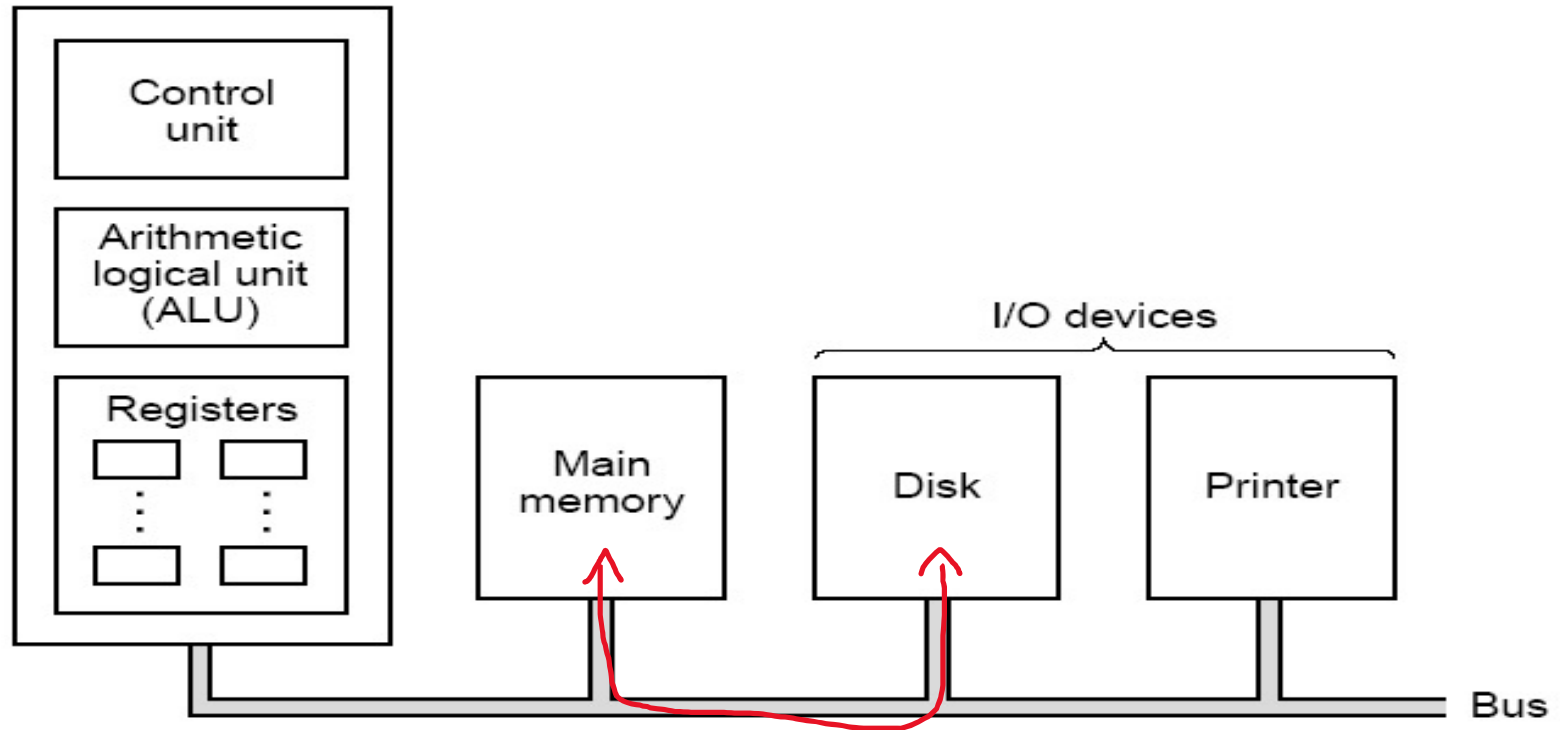 Control
unit
Arithmetic
logical unit
(ALU)
Registers
I/O devices
Main
memory
Disk
Printer
Bus